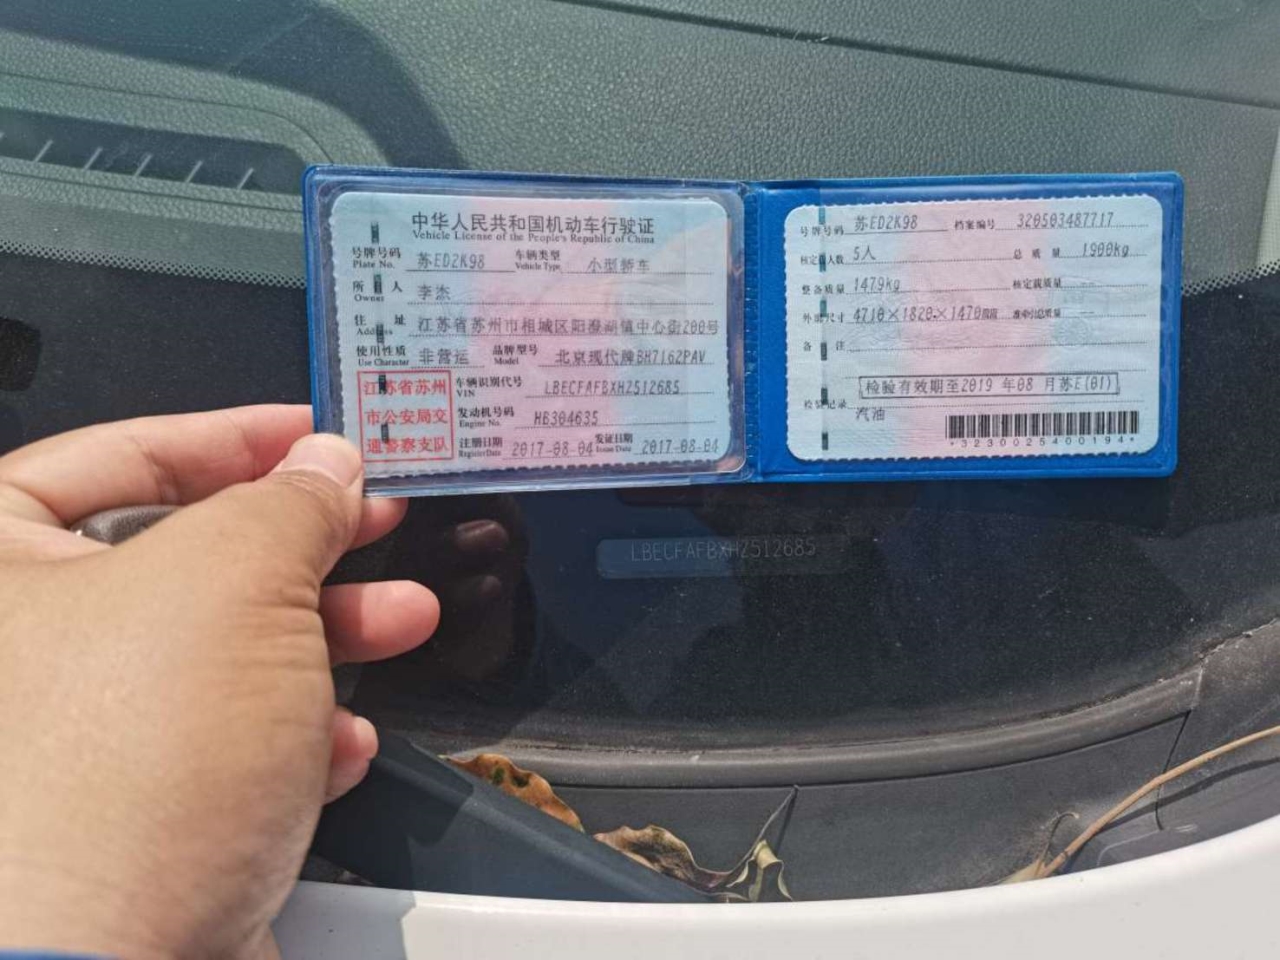 中华人民共和国机动车行驶证
Vehicle License of the People's Republic of China
号牌号码 苏ED2K98 车辆类型 小型轿车
Plate No. Vehicle Type
所有人 李杰
Owner
住址 江苏省苏州市相城区阳澄湖镇中心街200号
Address
使用性质 非营运 品牌型号 北京现代牌BH7162PAV
Use Character Model
江苏省苏州
市公安局交
通警察支队
车辆识别代号 LBECFAFBXHZ512685
VIN
发动机号码 HB304635
Engine No.
注册日期 2017-08-04 发证日期 2017-08-04
Register Date Issue Date
号牌号码 苏ED2K98 档案编号 320503487717
核定载人数 5人 总质量 1900kg
整备质量 1479kg 核定载质量 --
外廓尺寸 4710×1820×1470mm 准牵引总质量 --
备注
检验有效期至2019年08月苏E(01)
检验记录
汽油
*3230025400194*
LBECFAFBXHZ512685